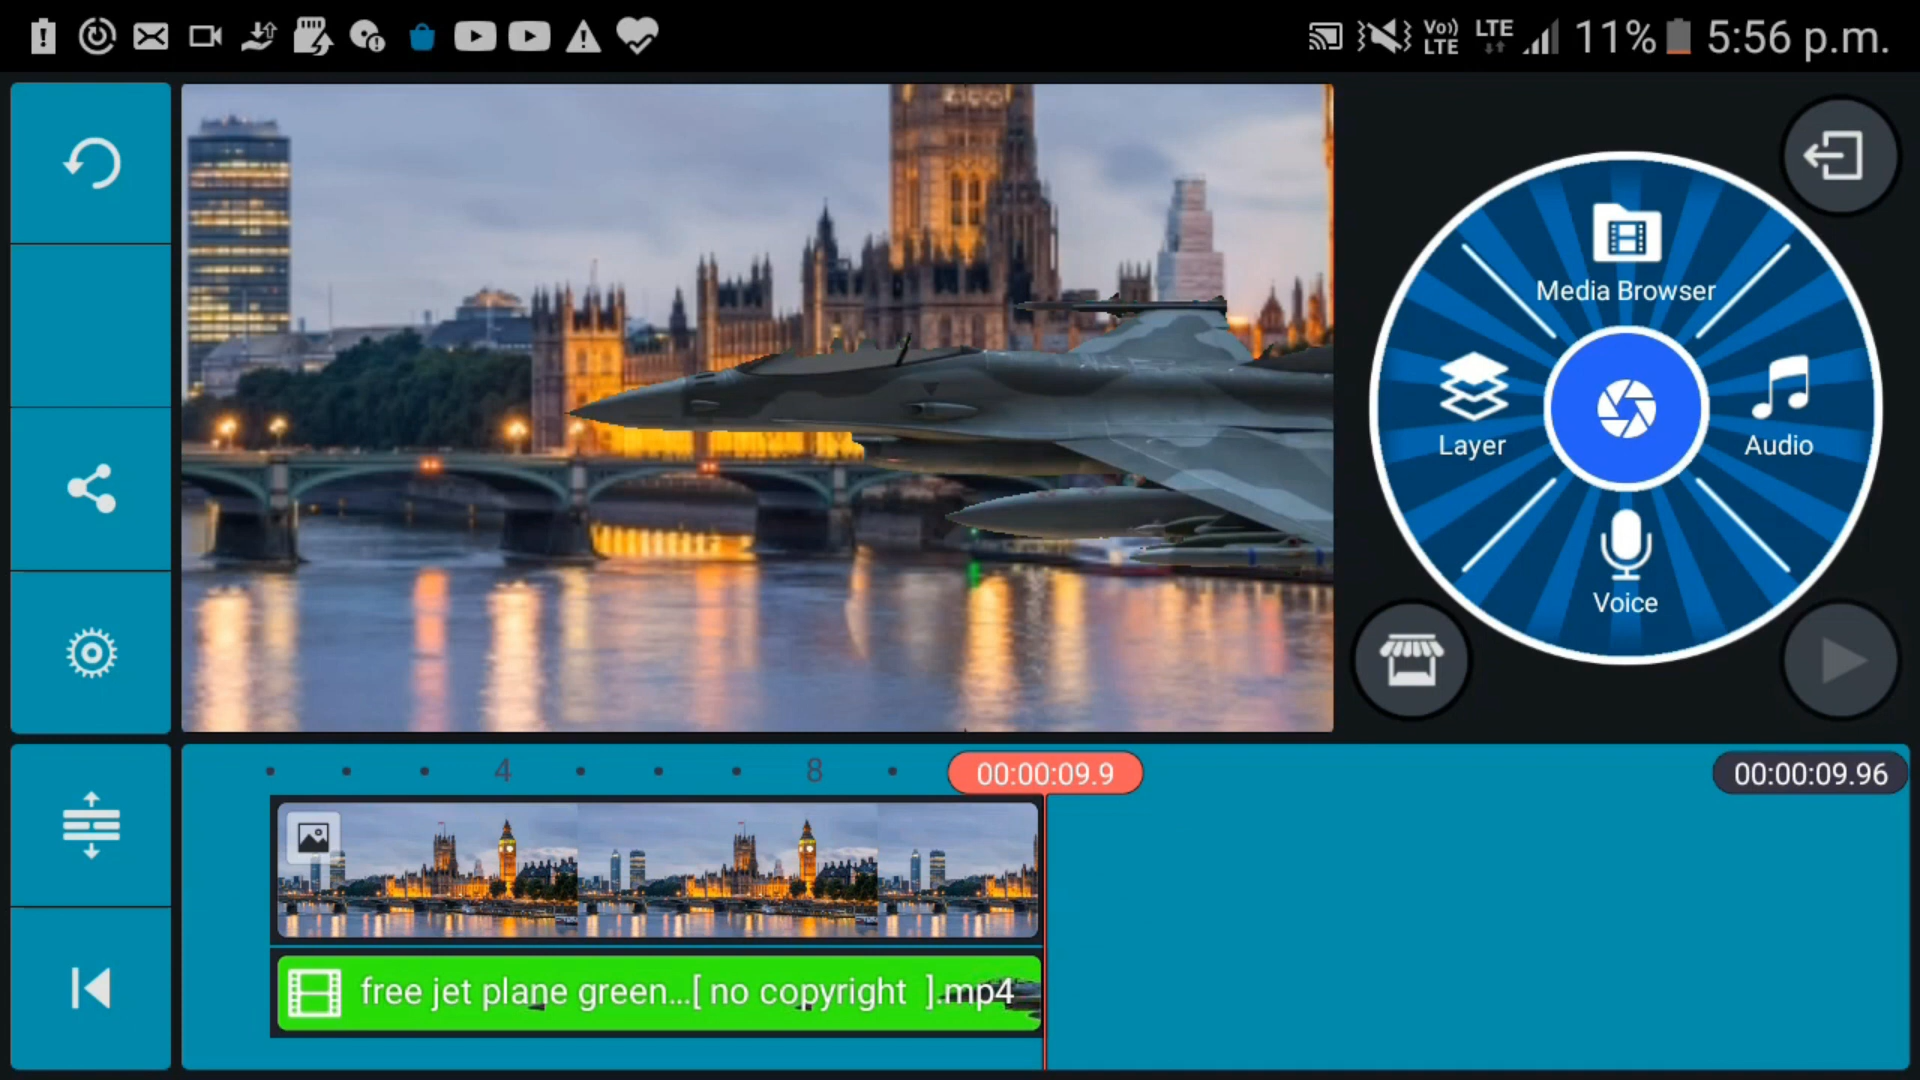 Vo)) LTE LTE 11% 5:56 p.m.
Media Browser
Layer
Audio
Voice
4 8 00:00:09.9 00:00:09.96
free jet plane green...[ no copyright ].mp4